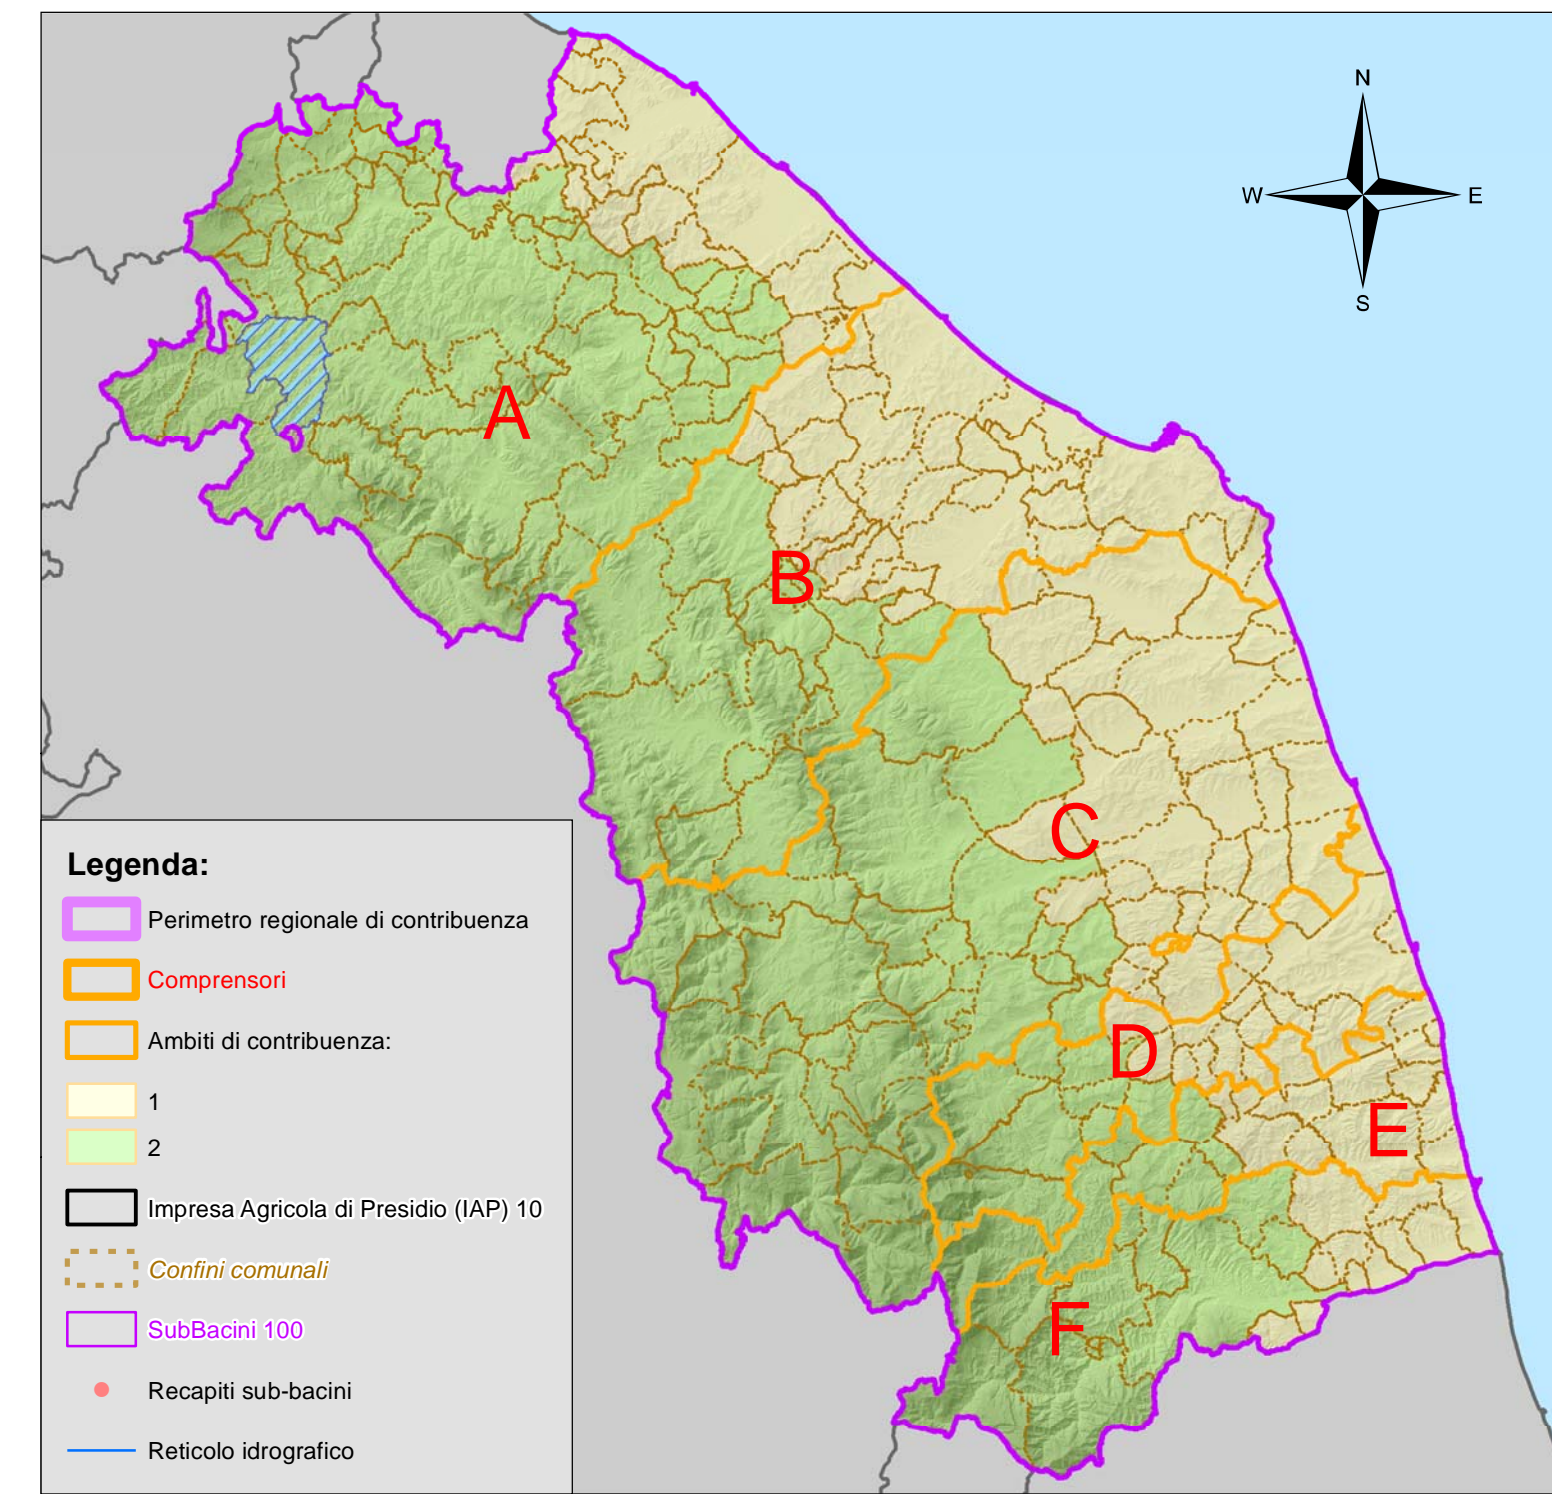 N
W
E
S
A
B
C
D
E
F
Legenda:
Perimetro regionale di contribuenza
Comprensori
Ambiti di contribuenza:
1
2
Impresa Agricola di Presidio (IAP) 10
Confini comunali
SubBacini 100
Recapiti sub-bacini
Reticolo idrografico